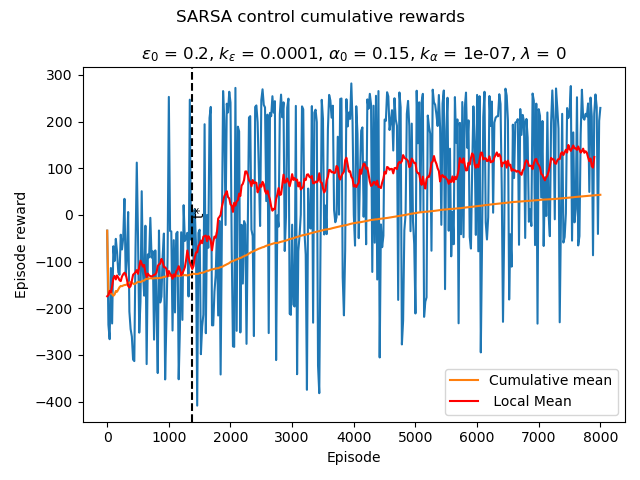 SARSA control cumulative rewards
ε₀ = 0.2, k_ε = 0.0001, α₀ = 0.15, k_α = 1e-07, λ = 0
Episode reward
300
200
100
0
−100
−200
−300
−400
0 1000 2000 3000 4000 5000 6000 7000 8000
Episode
Cumulative mean
Local Mean